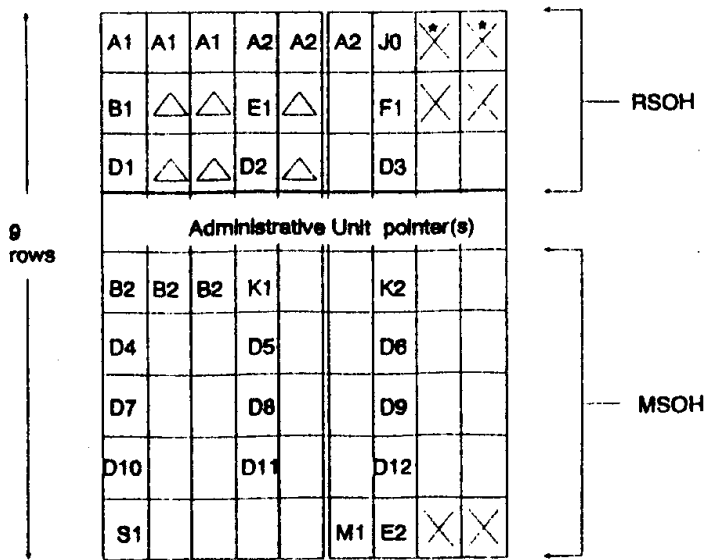 A1 A1 A1 A2 A2 A2 J0 * *
B1 E1 F1
RSOH
D1 D2 D3
Administrative Unit pointer(s)
9
rows
B2 B2 B2 K1 K2
D4 D5 D6
D7 D8 D9
MSOH
D10 D11 D12
S1 M1 E2